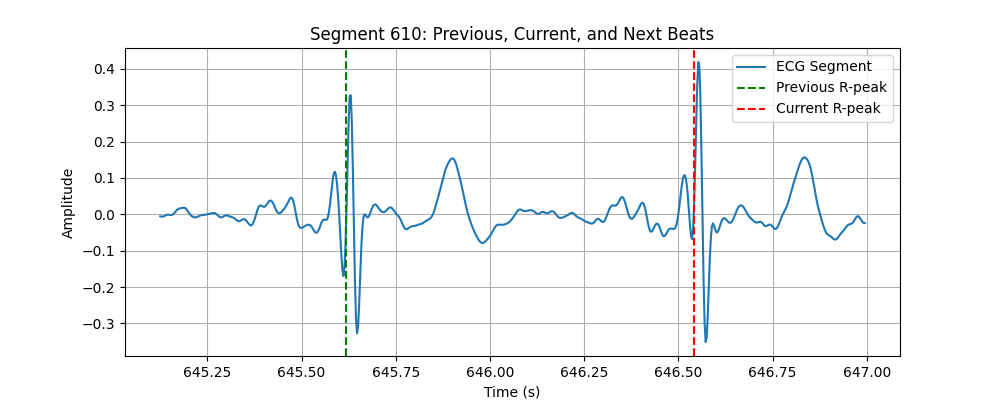 Segment 610: Previous, Current, and Next Beats
ECG Segment
Previous R-peak
Current R-peak
Amplitude
0.4
0.3
0.2
0.1
0.0
−0.1
−0.2
−0.3
645.25 645.50 645.75 646.00 646.25 646.50 646.75 647.00
Time (s)